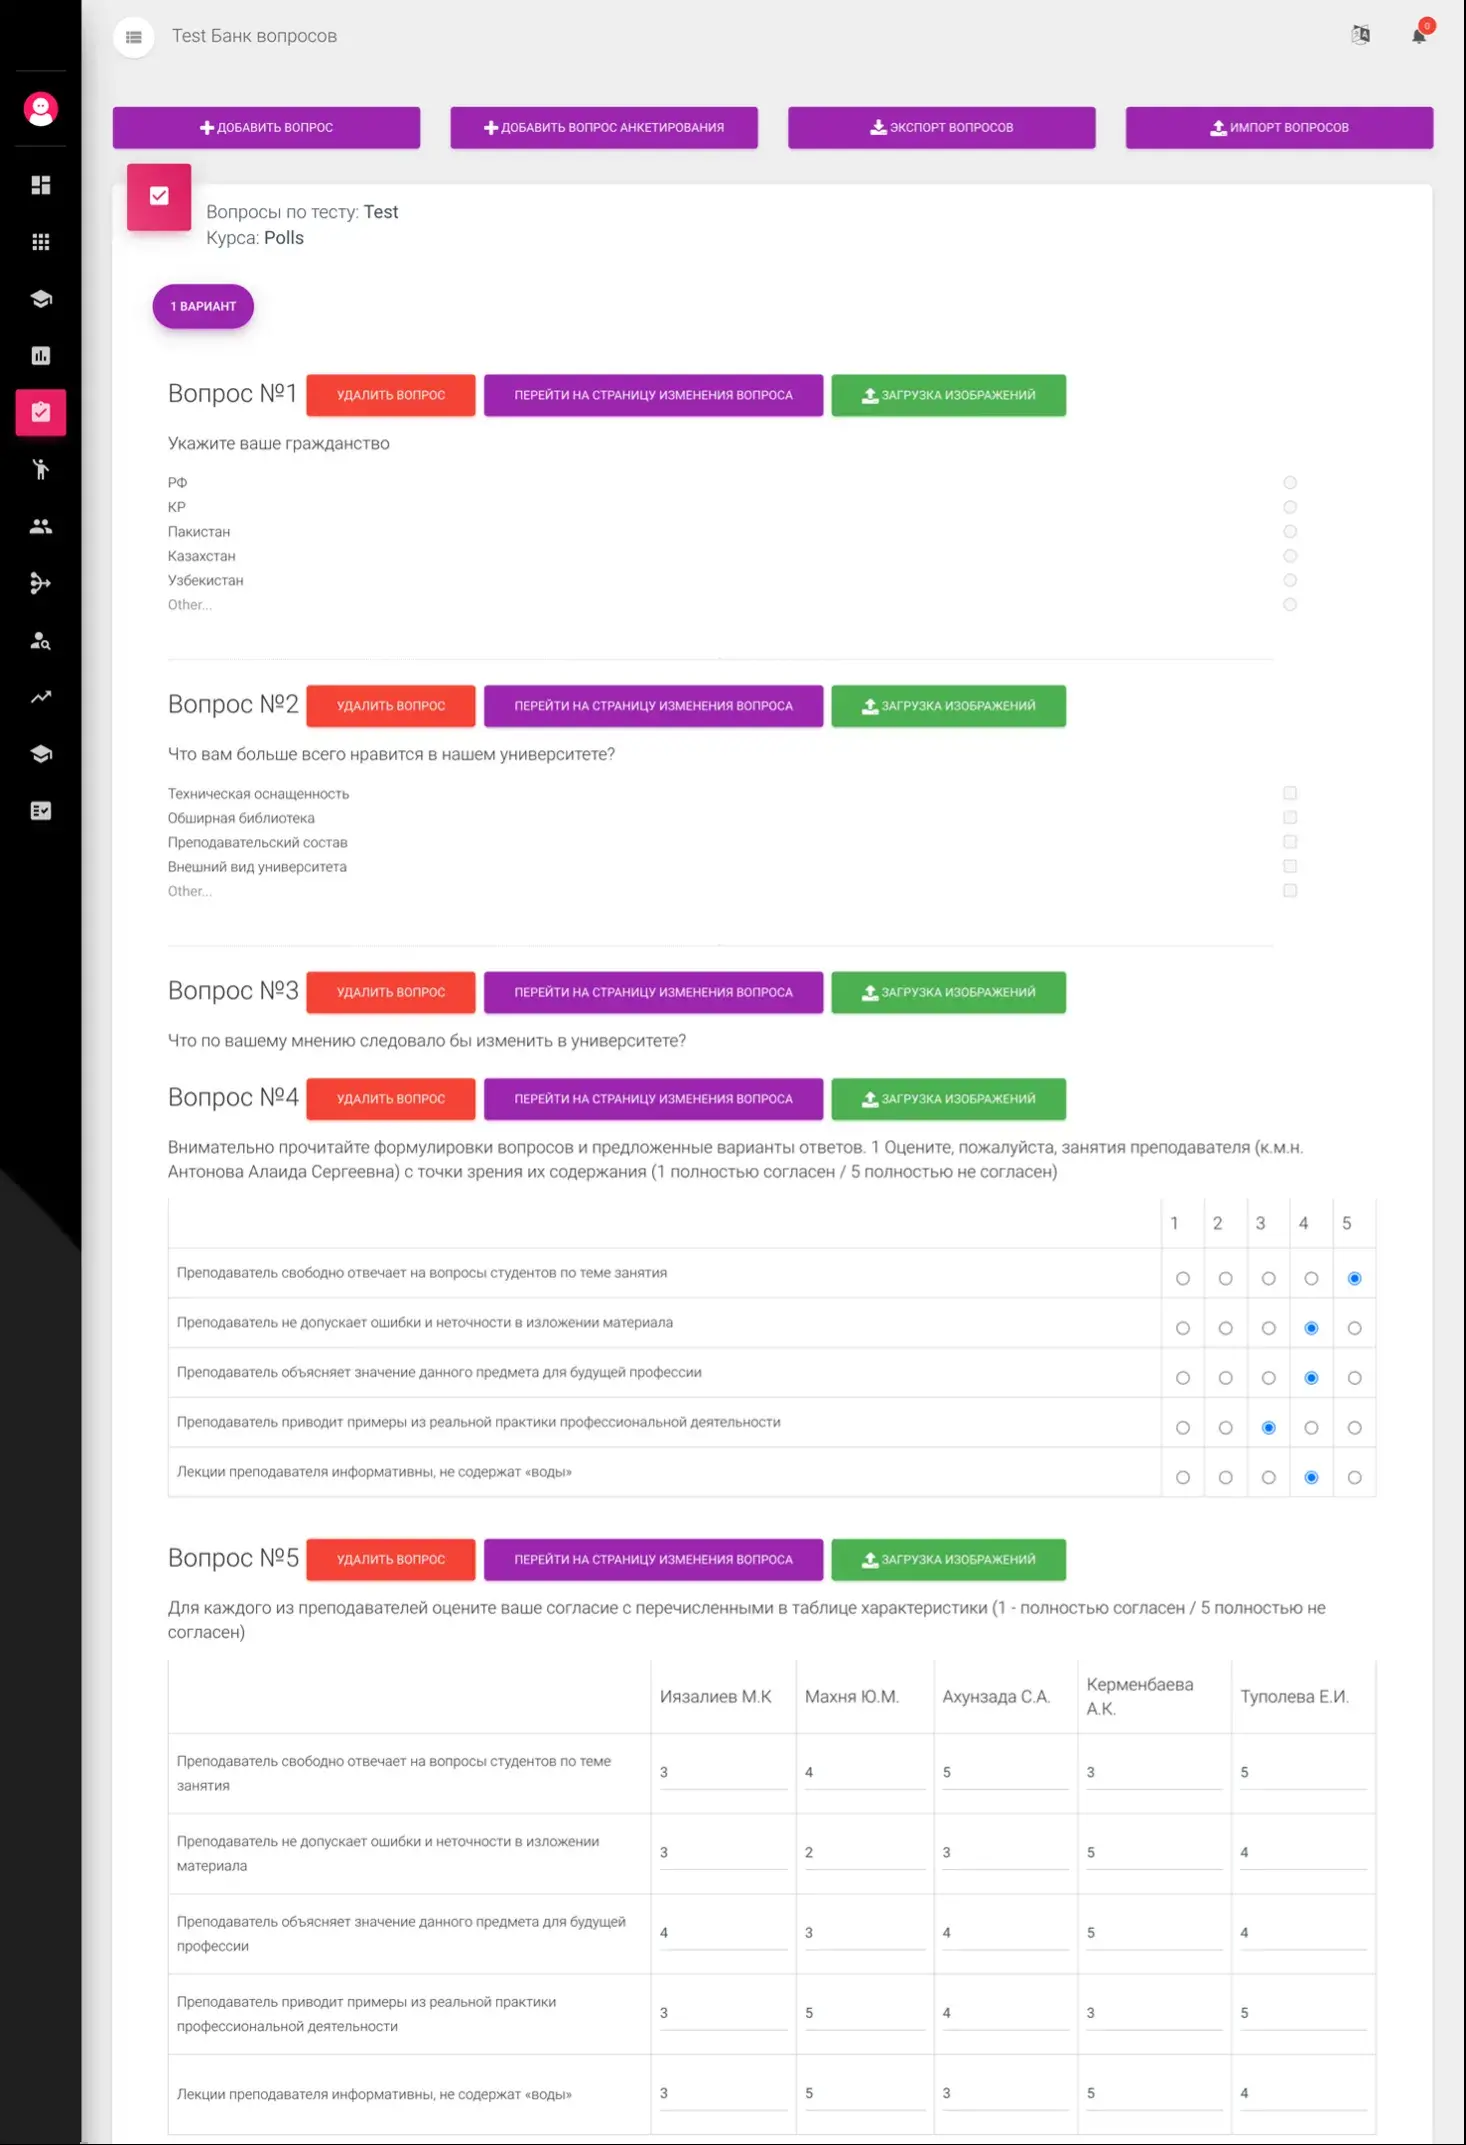 Test Банк вопросов
0
ДОБАВИТЬ ВОПРОС
ДОБАВИТЬ ВОПРОС АНКЕТИРОВАНИЯ
ЭКСПОРТ ВОПРОСОВ
ИМПОРТ ВОПРОСОВ
Вопросы по тесту: Test
Курса: Polls
1 ВАРИАНТ
Вопрос №1 УДАЛИТЬ ВОПРОС ПЕРЕЙТИ НА СТРАНИЦУ ИЗМЕНЕНИЯ ВОПРОСА ЗАГРУЗКА ИЗОБРАЖЕНИЙ
Укажите ваше гражданство
РФ
КР
Пакистан
Казахстан
Узбекистан
Other...
Вопрос №2 УДАЛИТЬ ВОПРОС ПЕРЕЙТИ НА СТРАНИЦУ ИЗМЕНЕНИЯ ВОПРОСА ЗАГРУЗКА ИЗОБРАЖЕНИЙ
Что вам больше всего нравится в нашем университете?
Техническая оснащенность
Обширная библиотека
Преподавательский состав
Внешний вид университета
Other...
Вопрос №3 УДАЛИТЬ ВОПРОС ПЕРЕЙТИ НА СТРАНИЦУ ИЗМЕНЕНИЯ ВОПРОСА ЗАГРУЗКА ИЗОБРАЖЕНИЙ
Что по вашему мнению следовало бы изменить в университете?
Вопрос №4 УДАЛИТЬ ВОПРОС ПЕРЕЙТИ НА СТРАНИЦУ ИЗМЕНЕНИЯ ВОПРОСА ЗАГРУЗКА ИЗОБРАЖЕНИЙ
Внимательно прочитайте формулировки вопросов и предложенные варианты ответов. 1 Оцените, пожалуйста, занятия преподавателя (к.м.н.
Антонова Алаида Сергеевна) с точки зрения их содержания (1 полностью согласен / 5 полностью не согласен)
1 2 3 4 5
Преподаватель свободно отвечает на вопросы студентов по теме занятия
Преподаватель не допускает ошибки и неточности в изложении материала
Преподаватель объясняет значение данного предмета для будущей профессии
Преподаватель приводит примеры из реальной практики профессиональной деятельности
Лекции преподавателя информативны, не содержат «воды»
Вопрос №5 УДАЛИТЬ ВОПРОС ПЕРЕЙТИ НА СТРАНИЦУ ИЗМЕНЕНИЯ ВОПРОСА ЗАГРУЗКА ИЗОБРАЖЕНИЙ
Для каждого из преподавателей оцените ваше согласие с перечисленными в таблице характеристики (1 - полностью согласен / 5 полностью не
согласен)
Иязалиев М.К Махня Ю.М. Ахунзада С.А. Керменбаева
А.К. Туполева Е.И.
Преподаватель свободно отвечает на вопросы студентов по теме
занятия
3 4 5 3 5
Преподаватель не допускает ошибки и неточности в изложении
материала
3 2 3 5 4
Преподаватель объясняет значение данного предмета для будущей
профессии
4 3 4 5 4
Преподаватель приводит примеры из реальной практики
профессиональной деятельности
3 5 4 3 5
Лекции преподавателя информативны, не содержат «воды»
3 5 3 5 4